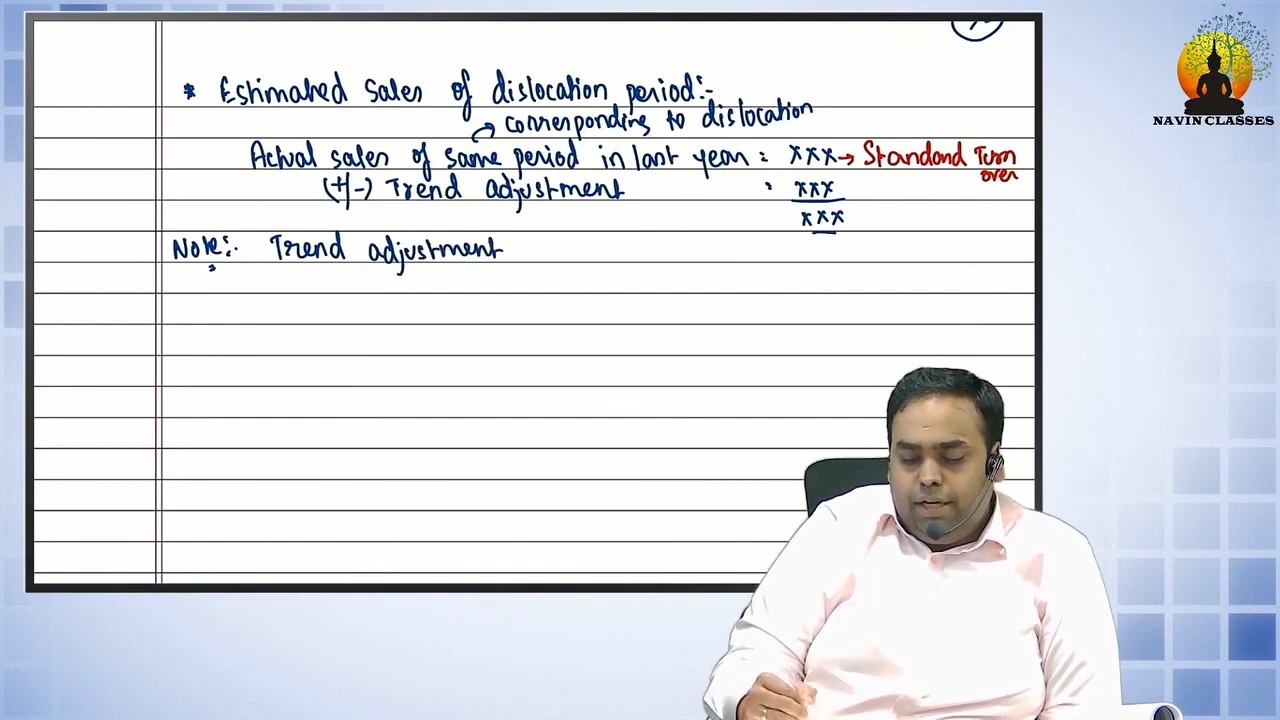 * Estimated Sales of dislocation period:-
corresponding to dislocation
Actual sales of same period in last year = xxx → Standard Turn over
(+/-) Trend adjustment = xxx
xxx
Note:- Trend adjustment
NAVIN CLASSES